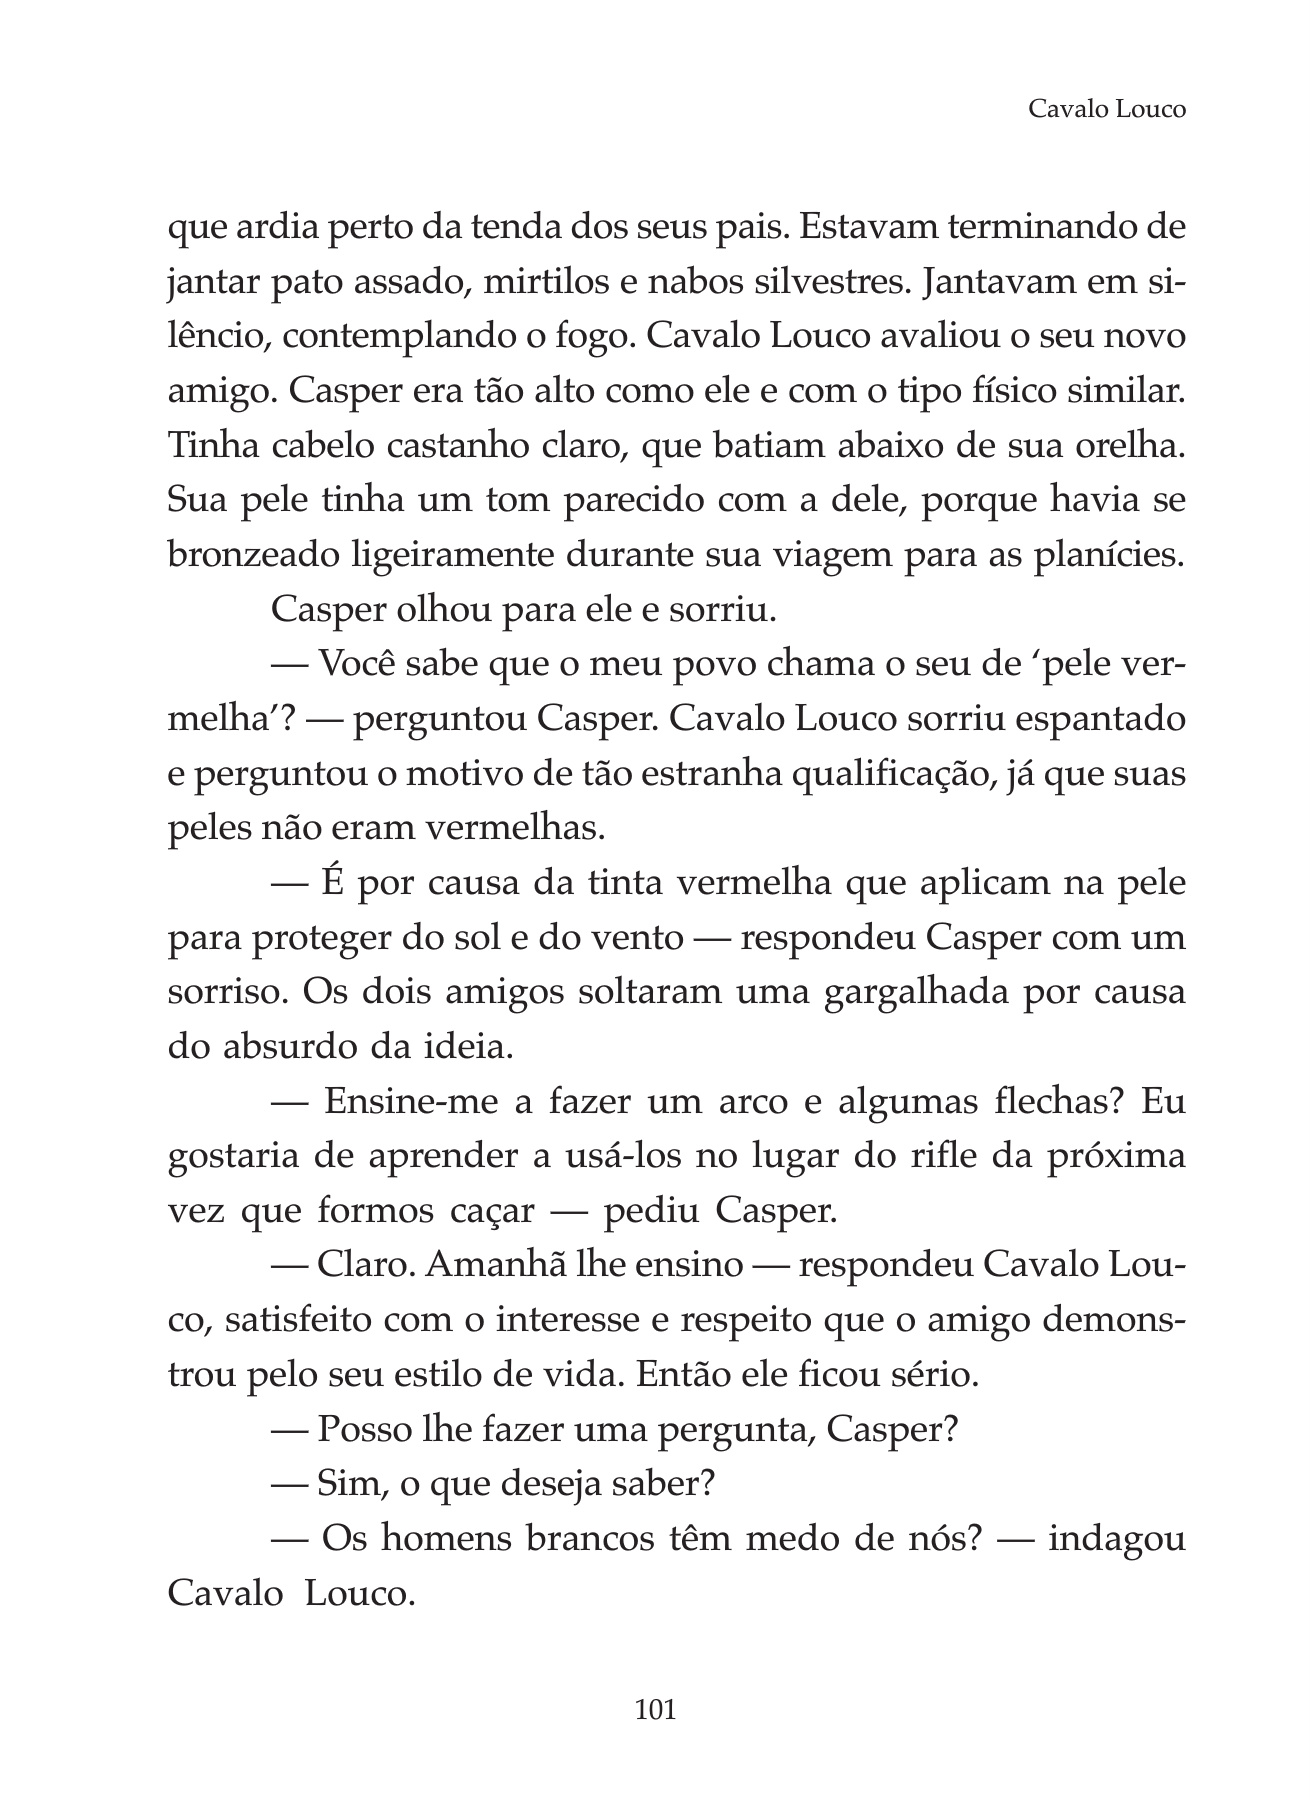 Cavalo Louco
que ardia perto da tenda dos seus pais. Estavam terminando de
jantar pato assado, mirtilos e nabos silvestres. Jantavam em si-
lêncio, contemplando o fogo. Cavalo Louco avaliou o seu novo
amigo. Casper era tão alto como ele e com o tipo físico similar.
Tinha cabelo castanho claro, que batiam abaixo de sua orelha.
Sua pele tinha um tom parecido com a dele, porque havia se
bronzeado ligeiramente durante sua viagem para as planícies.
Casper olhou para ele e sorriu.
— Você sabe que o meu povo chama o seu de ‘pele ver-
melha’? — perguntou Casper. Cavalo Louco sorriu espantado
e perguntou o motivo de tão estranha qualificação, já que suas
peles não eram vermelhas.
— É por causa da tinta vermelha que aplicam na pele
para proteger do sol e do vento — respondeu Casper com um
sorriso. Os dois amigos soltaram uma gargalhada por causa
do absurdo da ideia.
— Ensine-me a fazer um arco e algumas flechas? Eu
gostaria de aprender a usá-los no lugar do rifle da próxima
vez que formos caçar — pediu Casper.
— Claro. Amanhã lhe ensino — respondeu Cavalo Lou-
co, satisfeito com o interesse e respeito que o amigo demons-
trou pelo seu estilo de vida. Então ele ficou sério.
— Posso lhe fazer uma pergunta, Casper?
— Sim, o que deseja saber?
— Os homens brancos têm medo de nós? — indagou
Cavalo Louco.
101